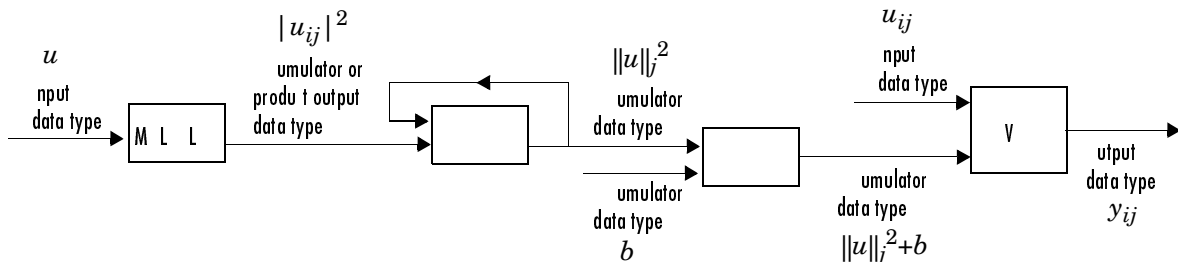 u
nput
data type
M L L
|u_ij|^2
umulator or
produ t output
data type
‖u‖_j^2
umulator
data type
umulator
data type
b
u_ij
nput
data type
umulator
data type
‖u‖_j^2+b
V
utput
data type
y_ij